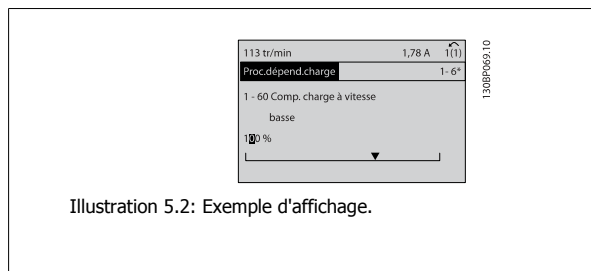 113 tr/min 1,78 A 1(1)
Proc.dépend.charge 1- 6*
1 - 60 Comp. charge à vitesse
basse
100 %
130BP069.10
Illustration 5.2: Exemple d'affichage.